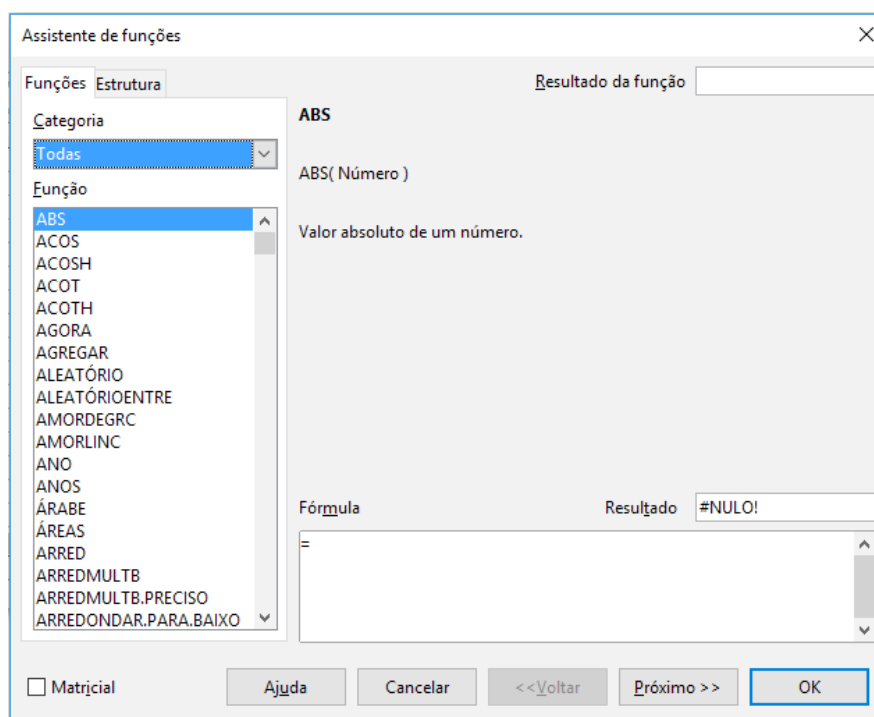 Assistente de funções
Funções Estrutura
Resultado da função
Categoria
ABS
Todas
ABS( Número )
Função
Valor absoluto de um número.
ABS
ACOS
ACOSH
ACOT
ACOTH
AGORA
AGREGAR
ALEATÓRIO
ALEATÓRIOENTRE
AMORDEGRC
AMORLINC
ANO
ANOS
ÁRABE
ÁREAS
ARRED
ARREDMULTB
ARREDMULTB.PRECISO
ARREDONDAR.PARA.BAIXO
Fórmula Resultado #NULO!
=
Matricial Ajuda Cancelar <<Voltar Próximo >> OK